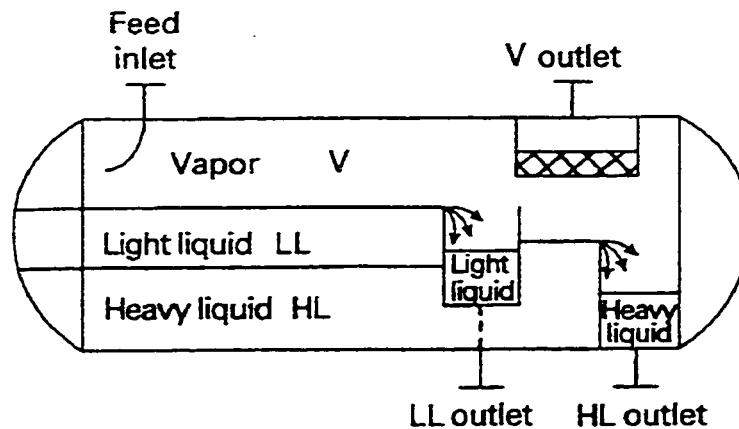 Feed
inlet
V outlet
Vapor V
Light liquid LL
Light
liquid
Heavy liquid HL
Heavy
liquid
LL outlet HL outlet